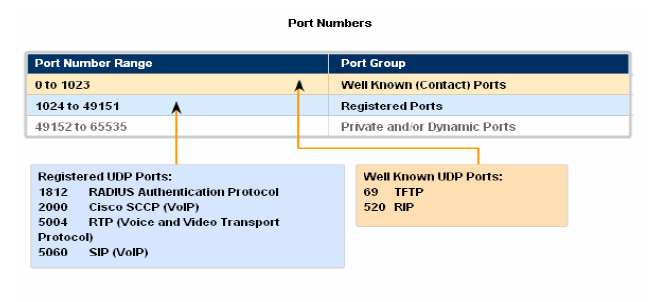 Port Numbers
Port Number Range Port Group
0 to 1023 Well Known (Contact) Ports
1024 to 49151 Registered Ports
49152 to 65535 Private and/or Dynamic Ports
Registered UDP Ports:
1812 RADIUS Authentication Protocol
2000 Cisco SCCP (VoIP)
5004 RTP (Voice and Video Transport
Protocol)
5060 SIP (VoIP)
Well Known UDP Ports:
69 TFTP
520 RIP